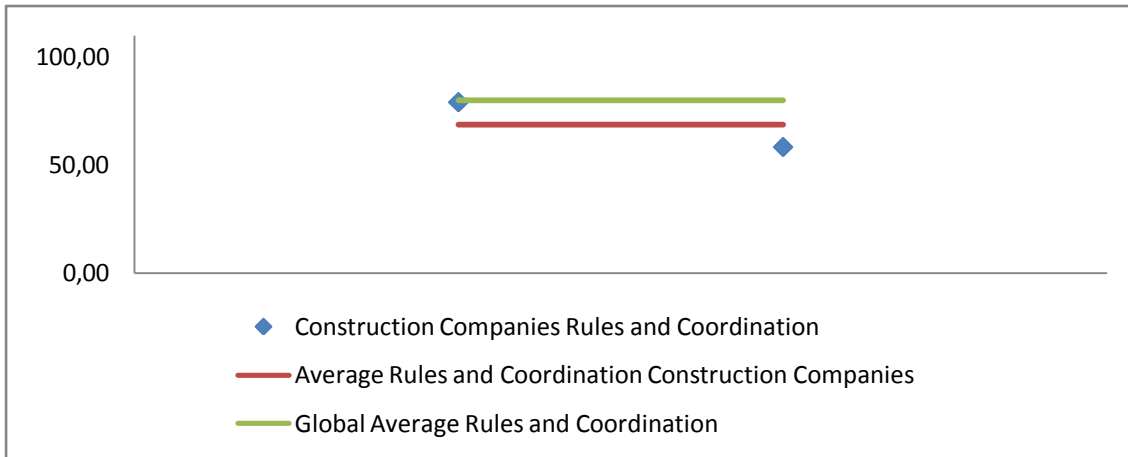 100,00
50,00
0,00
Construction Companies Rules and Coordination
Average Rules and Coordination Construction Companies
Global Average Rules and Coordination